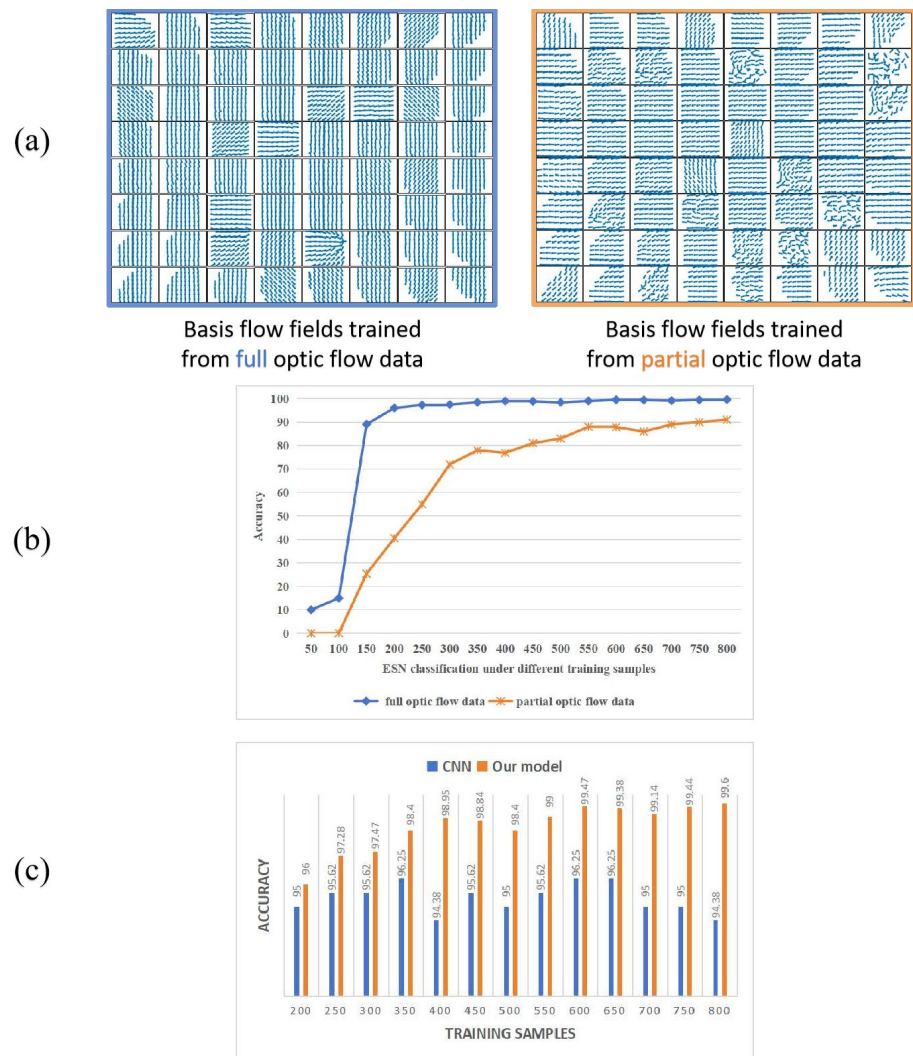 (a)
Basis flow fields trained
from full optic flow data
Basis flow fields trained
from partial optic flow data
(b)
Accuracy
100
90
80
70
60
50
40
30
20
10
0
50 100 150 200 250 300 350 400 450 500 550 600 650 700 750 800
ESN classification under different training samples
full optic flow data partial optic flow data
(c)
CNN Our model
ACCURACY
95 96 95.62 97.28 95.62 97.47 96.25 98.4 94.38 98.95 95.62 98.84 95 98.4 95.62 99 96.25 99.47 96.25 99.38 95 99.14 95 99.44 94.38 99.6
200 250 300 350 400 450 500 550 600 650 700 750 800
TRAINING SAMPLES